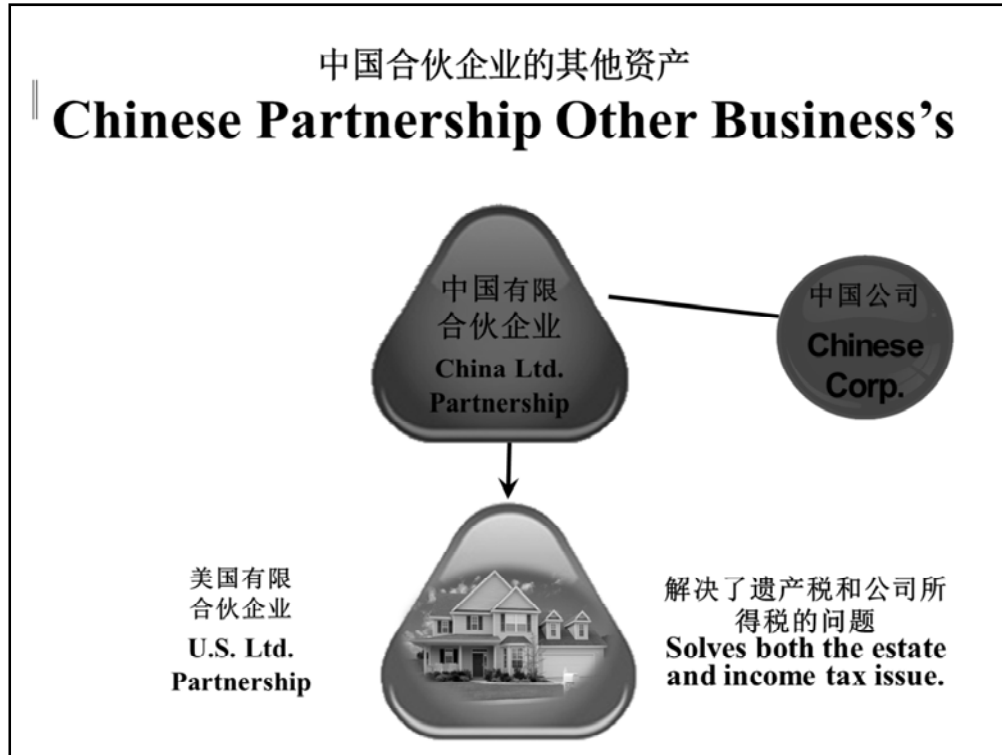 中国合伙企业的其他资产
Chinese Partnership Other Business’s
中国有限
合伙企业
China Ltd.
Partnership
中国公司
Chinese
Corp.
美国有限
合伙企业
U.S. Ltd.
Partnership
解决了遗产税和公司所
得税的问题
Solves both the estate
and income tax issue.